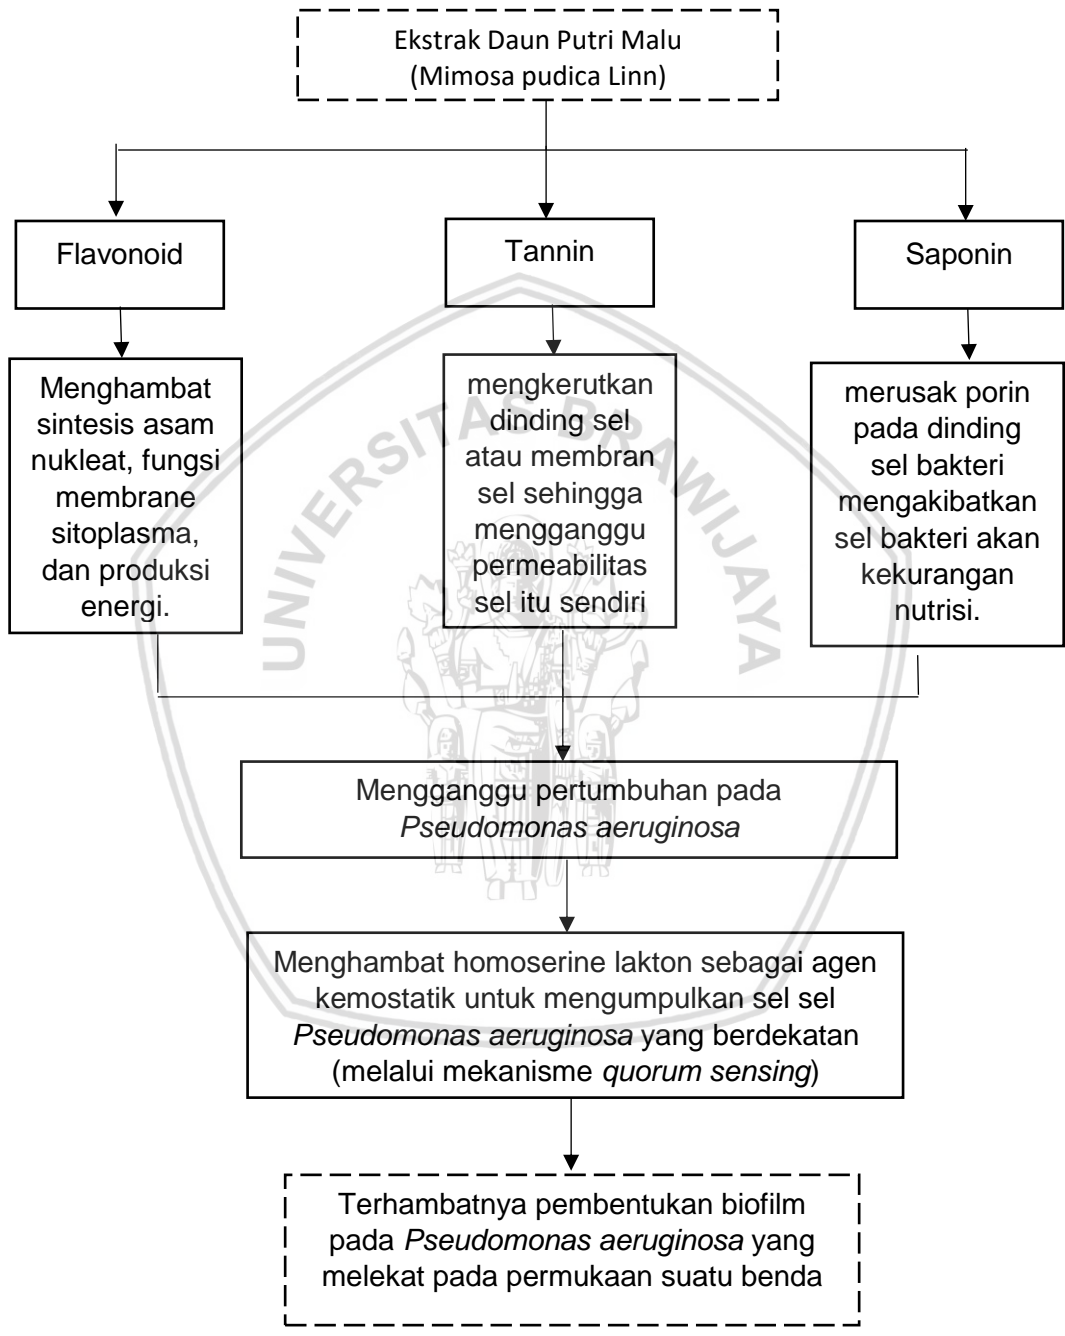 Ekstrak Daun Putri Malu
(Mimosa pudica Linn)
Flavonoid
Tannin
Saponin
Menghambat
sintesis asam
nukleat, fungsi
membrane
sitoplasma,
dan produksi
energi.
mengkerutkan
dinding sel
atau membran
sel sehingga
mengganggu
permeabilitas
sel itu sendiri
merusak porin
pada dinding
sel bakteri
mengakibatkan
sel bakteri akan
kekurangan
nutrisi.
UNIVERSITAS BRAWIJAYA
Mengganggu pertumbuhan pada
Pseudomonas aeruginosa
Menghambat homoserine lakton sebagai agen
kemostatik untuk mengumpulkan sel sel
Pseudomonas aeruginosa yang berdekatan
(melalui mekanisme quorum sensing)
Terhambatnya pembentukan biofilm
pada Pseudomonas aeruginosa yang
melekat pada permukaan suatu benda